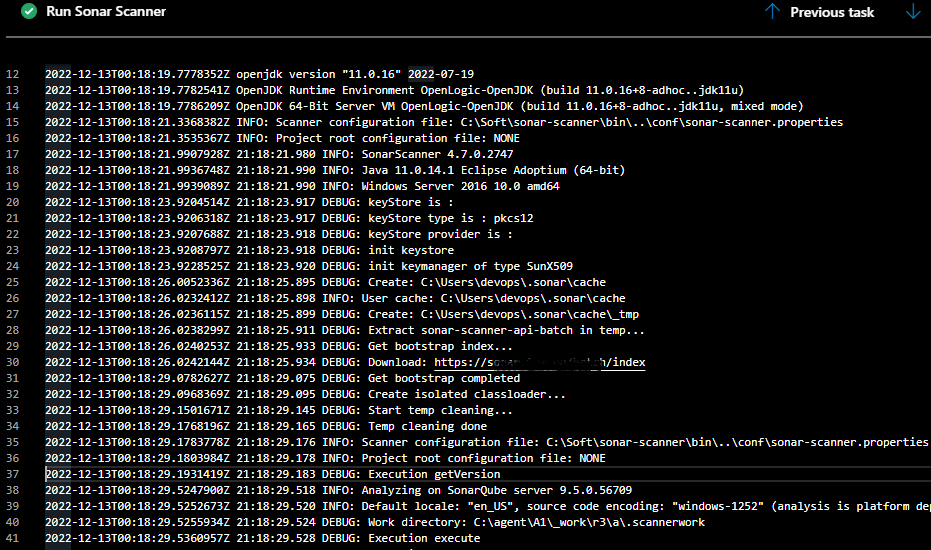 Run Sonar Scanner
Previous task
12 2022-12-13T00:18:19.7778352Z openjdk version "11.0.16" 2022-07-19
13 2022-12-13T00:18:19.7782541Z OpenJDK Runtime Environment OpenLogic-OpenJDK (build 11.0.16+8-adhoc..jdk11u)
14 2022-12-13T00:18:19.7786209Z OpenJDK 64-Bit Server VM OpenLogic-OpenJDK (build 11.0.16+8-adhoc..jdk11u, mixed mode)
15 2022-12-13T00:18:21.3368382Z INFO: Scanner configuration file: C:\Soft\sonar-scanner\bin\..\conf\sonar-scanner.properties
16 2022-12-13T00:18:21.3535367Z INFO: Project root configuration file: NONE
17 2022-12-13T00:18:21.9907928Z 21:18:21.980 INFO: SonarScanner 4.7.0.2747
18 2022-12-13T00:18:21.9936748Z 21:18:21.990 INFO: Java 11.0.14.1 Eclipse Adoptium (64-bit)
19 2022-12-13T00:18:21.9939089Z 21:18:21.990 INFO: Windows Server 2016 10.0 amd64
20 2022-12-13T00:18:23.9204514Z 21:18:23.917 DEBUG: keyStore is :
21 2022-12-13T00:18:23.9206318Z 21:18:23.917 DEBUG: keyStore type is : pkcs12
22 2022-12-13T00:18:23.9207688Z 21:18:23.918 DEBUG: keyStore provider is :
23 2022-12-13T00:18:23.9208797Z 21:18:23.918 DEBUG: init keystore
24 2022-12-13T00:18:23.9228525Z 21:18:23.920 DEBUG: init keymanager of type SunX509
25 2022-12-13T00:18:26.0052336Z 21:18:25.895 DEBUG: Create: C:\Users\devops\.sonar\cache
26 2022-12-13T00:18:26.0232412Z 21:18:25.898 INFO: User cache: C:\Users\devops\.sonar\cache
27 2022-12-13T00:18:26.0236115Z 21:18:25.899 DEBUG: Create: C:\Users\devops\.sonar\cache\_tmp
28 2022-12-13T00:18:26.0238299Z 21:18:25.911 DEBUG: Extract sonar-scanner-api-batch in temp...
29 2022-12-13T00:18:26.0240253Z 21:18:25.933 DEBUG: Get bootstrap index...
30 2022-12-13T00:18:26.0242144Z 21:18:25.934 DEBUG: Download: /index
31 2022-12-13T00:18:29.0782627Z 21:18:29.075 DEBUG: Get bootstrap completed
32 2022-12-13T00:18:29.0968369Z 21:18:29.095 DEBUG: Create isolated classloader...
33 2022-12-13T00:18:29.1501671Z 21:18:29.145 DEBUG: Start temp cleaning...
34 2022-12-13T00:18:29.1768196Z 21:18:29.165 DEBUG: Temp cleaning done
35 2022-12-13T00:18:29.1783778Z 21:18:29.176 INFO: Scanner configuration file: C:\Soft\sonar-scanner\bin\..\conf\sonar-scanner.properties
36 2022-12-13T00:18:29.1803984Z 21:18:29.178 INFO: Project root configuration file: NONE
37 2022-12-13T00:18:29.1931419Z 21:18:29.183 DEBUG: Execution getVersion
38 2022-12-13T00:18:29.5247900Z 21:18:29.518 INFO: Analyzing on SonarQube server 9.5.0.56709
39 2022-12-13T00:18:29.5252673Z 21:18:29.520 INFO: Default locale: "en_US", source code encoding: "windows-1252" (analysis is platform dep
40 2022-12-13T00:18:29.5255934Z 21:18:29.524 DEBUG: Work directory: C:\agent\A1\_work\r3\a\.scannerwork
41 2022-12-13T00:18:29.5360957Z 21:18:29.528 DEBUG: Execution execute